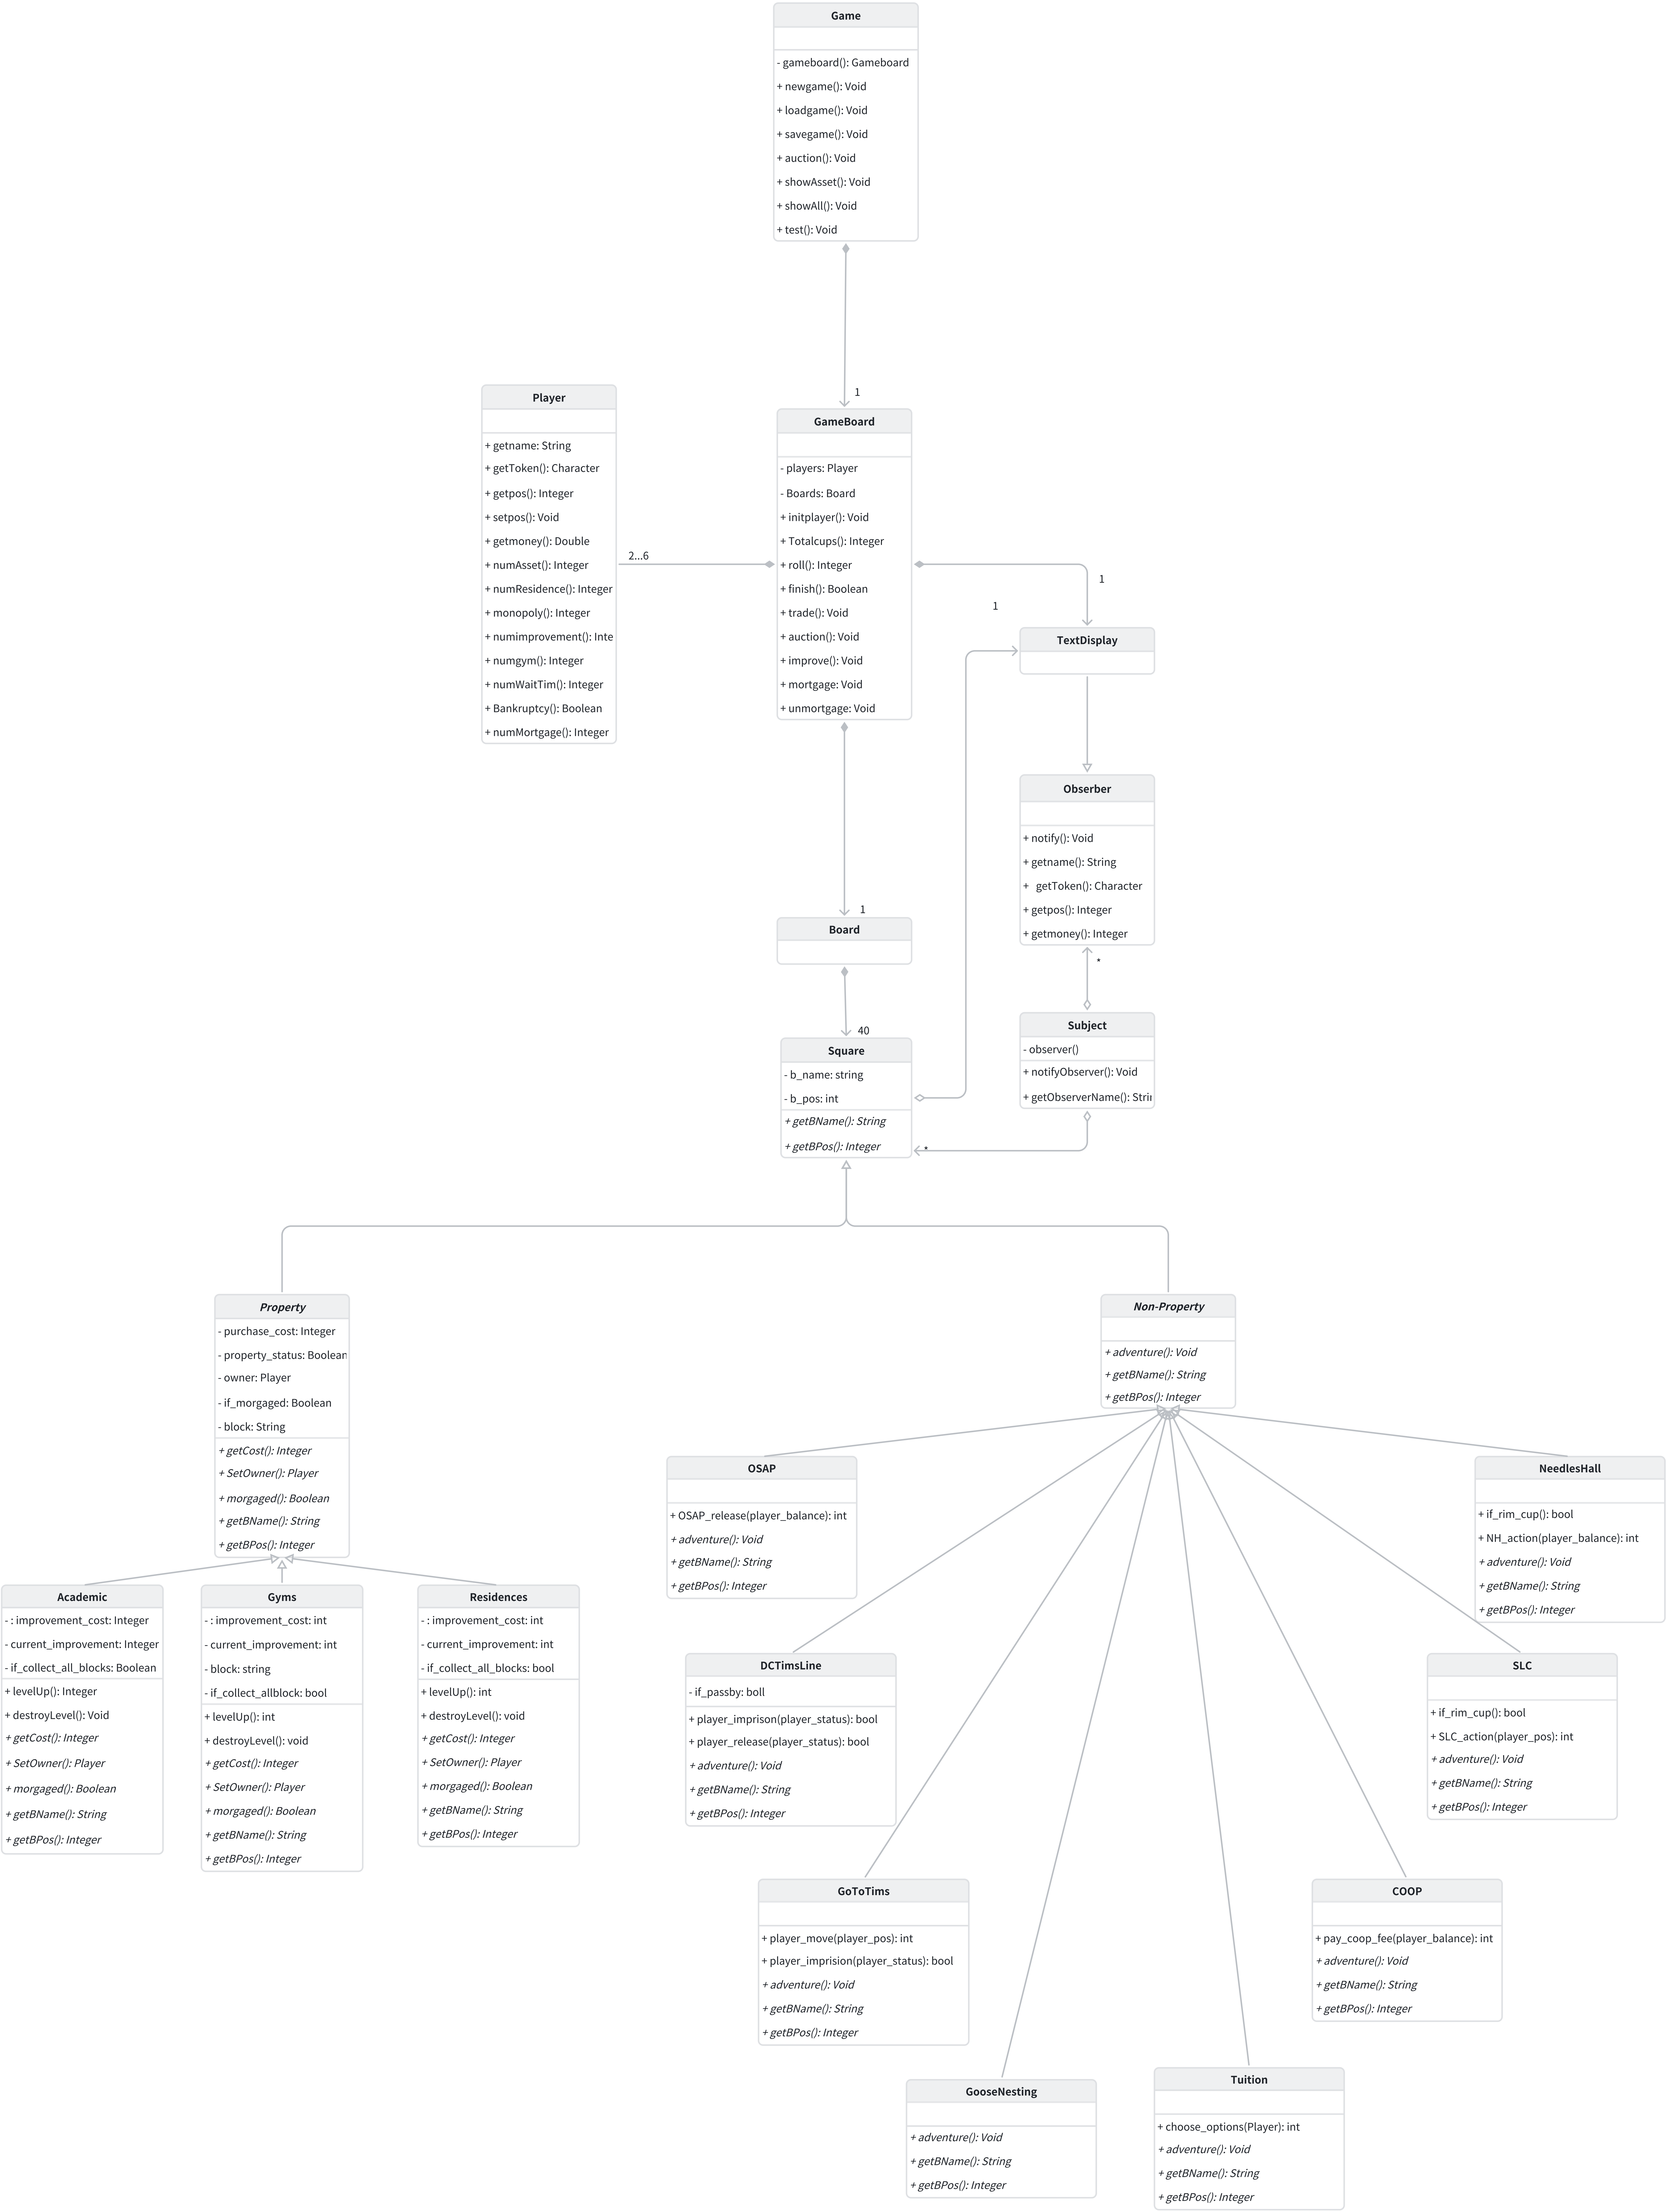 Game
- gameboard(): Gameboard
+ newgame(): Void
+ loadgame(): Void
+ savegame(): Void
+ auction(): Void
+ showAsset(): Void
+ showAll(): Void
+ test(): Void
1
Player
+ getname: String
+ getToken(): Character
+ getpos(): Integer
+ setpos(): Void
+ getmoney(): Double
+ numAsset(): Integer
+ numResidence(): Integer
+ monopoly(): Integer
+ numimprovement(): Inte
+ numgym(): Integer
+ numWaitTim(): Integer
+ Bankruptcy(): Boolean
+ numMortgage(): Integer
2...6
GameBoard
- players: Player
- Boards: Board
+ initplayer(): Void
+ Totalcups(): Integer
+ roll(): Integer
+ finish(): Boolean
+ trade(): Void
+ auction(): Void
+ improve(): Void
+ mortgage: Void
+ unmortgage: Void
1
1
TextDisplay
Obserber
+ notify(): Void
+ getname(): String
+ getToken(): Character
+ getpos(): Integer
+ getmoney(): Integer
*
1
Board
40
Subject
- observer()
+ notifyObserver(): Void
+ getObserverName(): Strin
Square
- b_name: string
- b_pos: int
+ getBName(): String
+ getBPos(): Integer
*
Property
- purchase_cost: Integer
- property_status: Boolean
- owner: Player
- if_morgaged: Boolean
- block: String
+ getCost(): Integer
+ SetOwner(): Player
+ morgaged(): Boolean
+ getBName(): String
+ getBPos(): Integer
Non-Property
+ adventure(): Void
+ getBName(): String
+ getBPos(): Integer
Academic
- : improvement_cost: Integer
- current_improvement: Integer
- if_collect_all_blocks: Boolean
+ levelUp(): Integer
+ destroyLevel(): Void
+ getCost(): Integer
+ SetOwner(): Player
+ morgaged(): Boolean
+ getBName(): String
+ getBPos(): Integer
Gyms
- : improvement_cost: int
- current_improvement: int
- block: string
- if_collect_allblock: bool
+ levelUp(): int
+ destroyLevel(): void
+ getCost(): Integer
+ SetOwner(): Player
+ morgaged(): Boolean
+ getBName(): String
+ getBPos(): Integer
Residences
- : improvement_cost: int
- current_improvement: int
- if_collect_all_blocks: bool
+ levelUp(): int
+ destroyLevel(): void
+ getCost(): Integer
+ SetOwner(): Player
+ morgaged(): Boolean
+ getBName(): String
+ getBPos(): Integer
OSAP
+ OSAP_release(player_balance): int
+ adventure(): Void
+ getBName(): String
+ getBPos(): Integer
NeedlesHall
+ if_rim_cup(): bool
+ NH_action(player_balance): int
+ adventure(): Void
+ getBName(): String
+ getBPos(): Integer
DCTimsLine
- if_passby: boll
+ player_imprison(player_status): bool
+ player_release(player_status): bool
+ adventure(): Void
+ getBName(): String
+ getBPos(): Integer
SLC
+ if_rim_cup(): bool
+ SLC_action(player_pos): int
+ adventure(): Void
+ getBName(): String
+ getBPos(): Integer
GoToTims
+ player_move(player_pos): int
+ player_imprision(player_status): bool
+ adventure(): Void
+ getBName(): String
+ getBPos(): Integer
COOP
+ pay_coop_fee(player_balance): int
+ adventure(): Void
+ getBName(): String
+ getBPos(): Integer
GooseNesting
+ adventure(): Void
+ getBName(): String
+ getBPos(): Integer
Tuition
+ choose_options(Player): int
+ adventure(): Void
+ getBName(): String
+ getBPos(): Integer